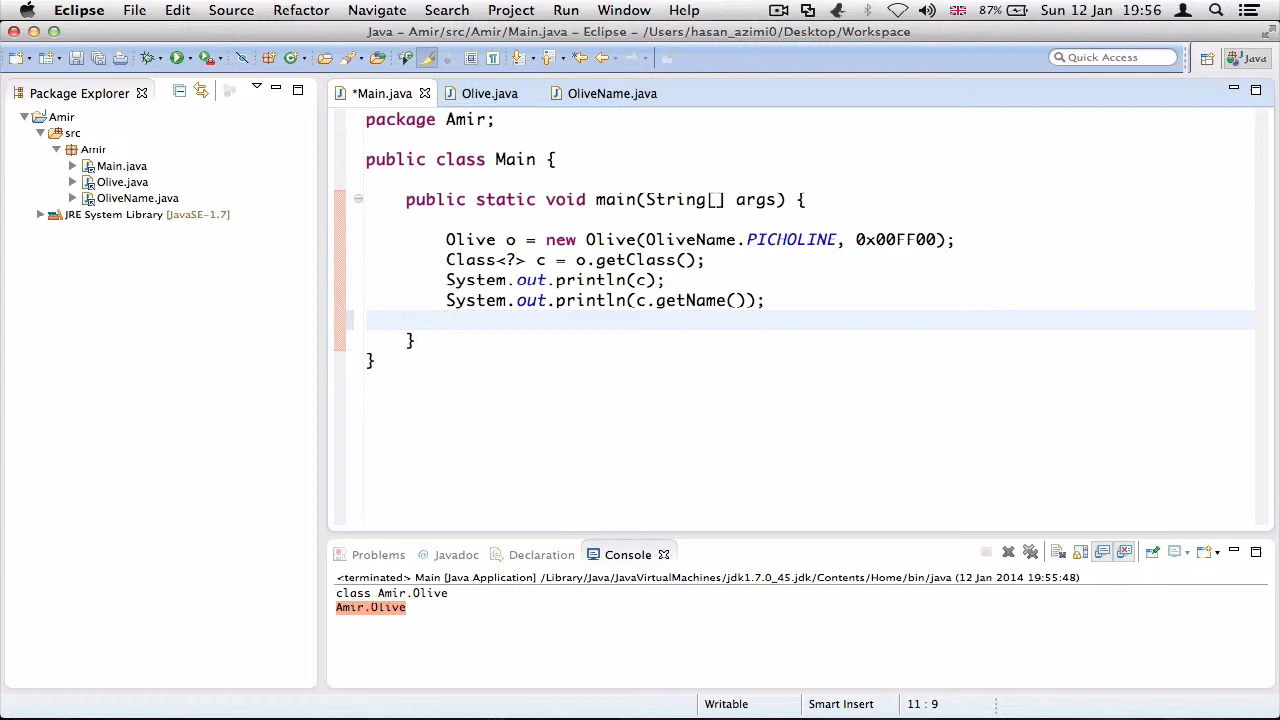 Eclipse File Edit Source Refactor Navigate Search Project Run Window Help 87% Sun 12 Jan 19:56
Java - Amir/src/Amir/Main.java - Eclipse - /Users/hasan_azimi0/Desktop/Workspace
Quick Access Java
Package Explorer
Amir
src
Amir
Main.java
Olive.java
OliveName.java
JRE System Library [JavaSE-1.7]
*Main.java Olive.java OliveName.java
package Amir;
public class Main {
public static void main(String[] args) {
Olive o = new Olive(OliveName.PICHOLINE, 0x00FF00);
Class<?> c = o.getClass();
System.out.println(c);
System.out.println(c.getName());
}
}
Problems @ Javadoc Declaration Console
<terminated> Main [Java Application] /Library/Java/JavaVirtualMachines/jdk1.7.0_45.jdk/Contents/Home/bin/java (12 Jan 2014 19:55:48)
class Amir.Olive
Amir.Olive
Writable Smart Insert 11 : 9